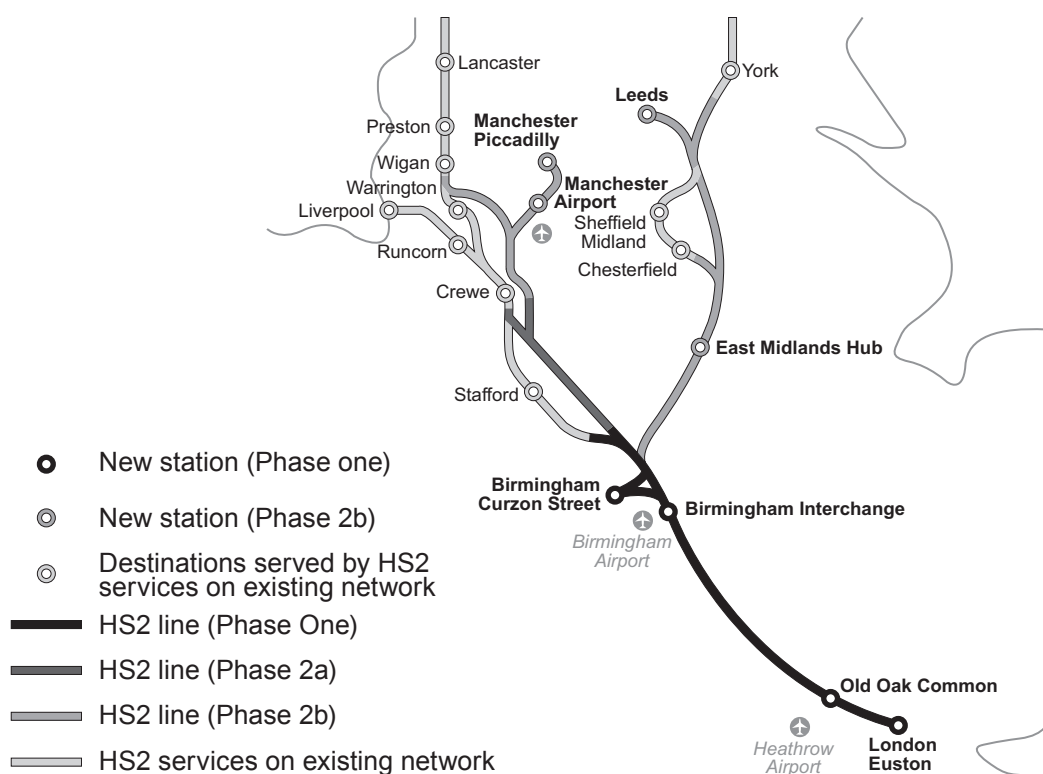 Lancaster
York
Leeds
Preston
Manchester
Piccadilly
Wigan
Warrington
Manchester
Airport
Liverpool
Sheffield
Midland
Runcorn
Chesterfield
Crewe
East Midlands Hub
Stafford
New station (Phase one)
Birmingham
Curzon Street
Birmingham Interchange
New station (Phase 2b)
Birmingham
Airport
Destinations served by HS2
services on existing network
HS2 line (Phase One)
HS2 line (Phase 2a)
Old Oak Common
HS2 line (Phase 2b)
Heathrow
Airport
London
Euston
HS2 services on existing network